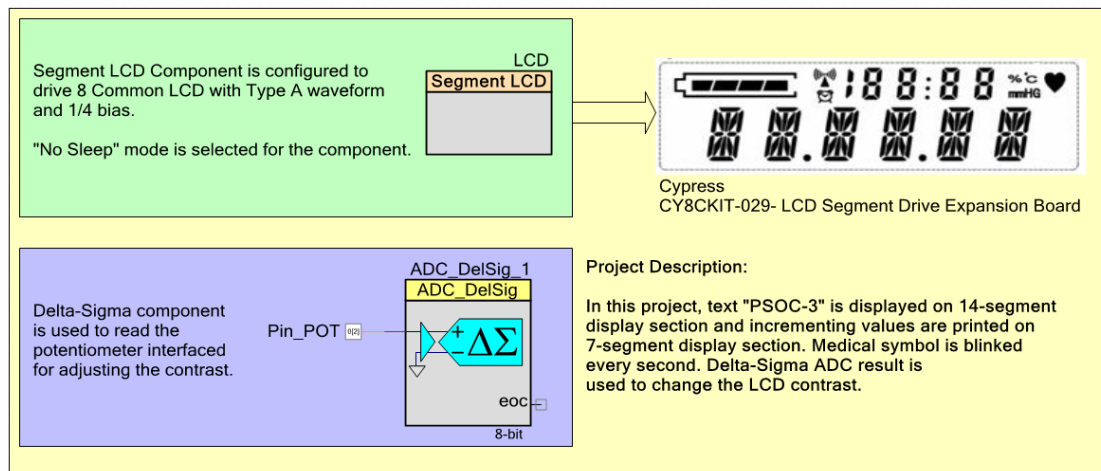 Segment LCD Component is configured to
drive 8 Common LCD with Type A waveform
and 1/4 bias.
"No Sleep" mode is selected for the component.
LCD
Segment LCD
188:88
%°C
mmHG
Cypress
CY8CKIT-029- LCD Segment Drive Expansion Board
Delta-Sigma component
is used to read the
potentiometer interfaced
for adjusting the contrast.
ADC_DelSig_1
ADC_DelSig
Pin_POT
0[2]
+
−
ΔΣ
eoc
8-bit
Project Description:
In this project, text "PSOC-3" is displayed on 14-segment
display section and incrementing values are printed on
7-segment display section. Medical symbol is blinked
every second. Delta-Sigma ADC result is
used to change the LCD contrast.